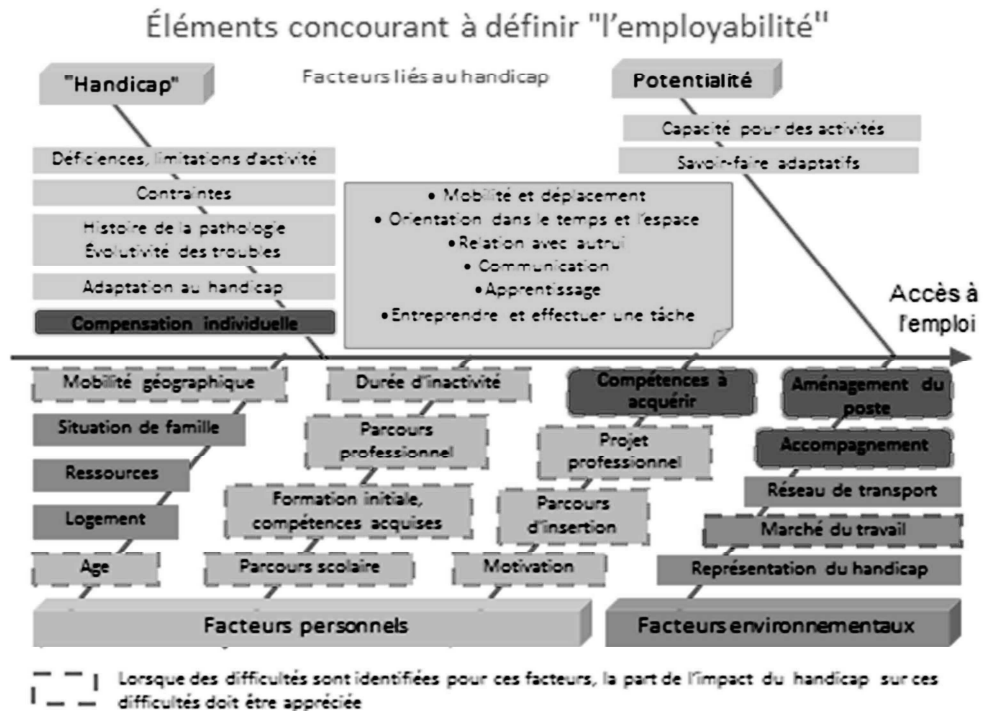 Éléments concourant à définir "l'employabilité"
"Handicap"
Facteurs liés au handicap
Potentialité
Déficiences, limitations d'activité
Contraintes
Histoire de la pathologie
Évolutivité des troubles
Adaptation au handicap
Compensation individuelle
• Mobilité et déplacement
• Orientation dans le temps et l'espace
• Relation avec autrui
• Communication
• Apprentissage
• Entreprendre et effectuer une tâche
Capacité pour des activités
Savoir-faire adaptatifs
Accès à
l'emploi
Mobilité géographique
Situation de famille
Ressources
Logement
Age
Durée d'inactivité
Parcours
professionnel
Formation initiale,
compétences acquises
Parcours scolaire
Compétences à
acquérir
Projet
professionnel
Parcours
d'insertion
Motivation
Aménagement du
poste
Accompagnement
Réseau de transport
Marché du travail
Représentation du handicap
Facteurs personnels
Facteurs environnementaux
Lorsque des difficultés sont identifiées pour ces facteurs, la part de l'impact du handicap sur ces
difficultés doit être appréciée